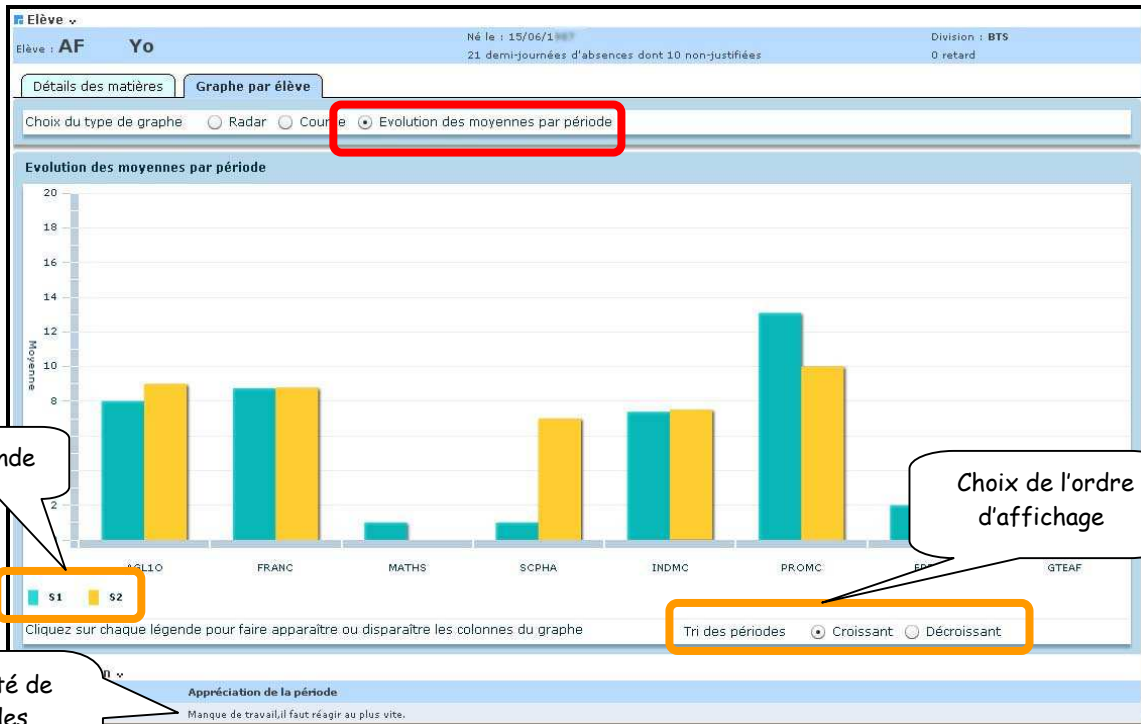 Elève
Elève : AF Yo
Né le : 15/06/1
21 demi-journées d'absences dont 10 non-justifiées
Division : BTS
0 retard
Détails des matières
Graphe par élève
Choix du type de graphe Radar Evolution des moyennes par période
Evolution des moyennes par période
20
18
16
14
12
10
8
2
Moyenne
AGL1O FRANC MATHS SCPHA INDMC PROMC GTEAF
Choix de l'ordre
d'affichage
S1 S2
Cliquez sur chaque légende pour faire apparaître ou disparaître les colonnes du graphe
Tri des périodes Croissant Décroissant
Appréciation de la période
Manque de travail,il faut réagir au plus vite.